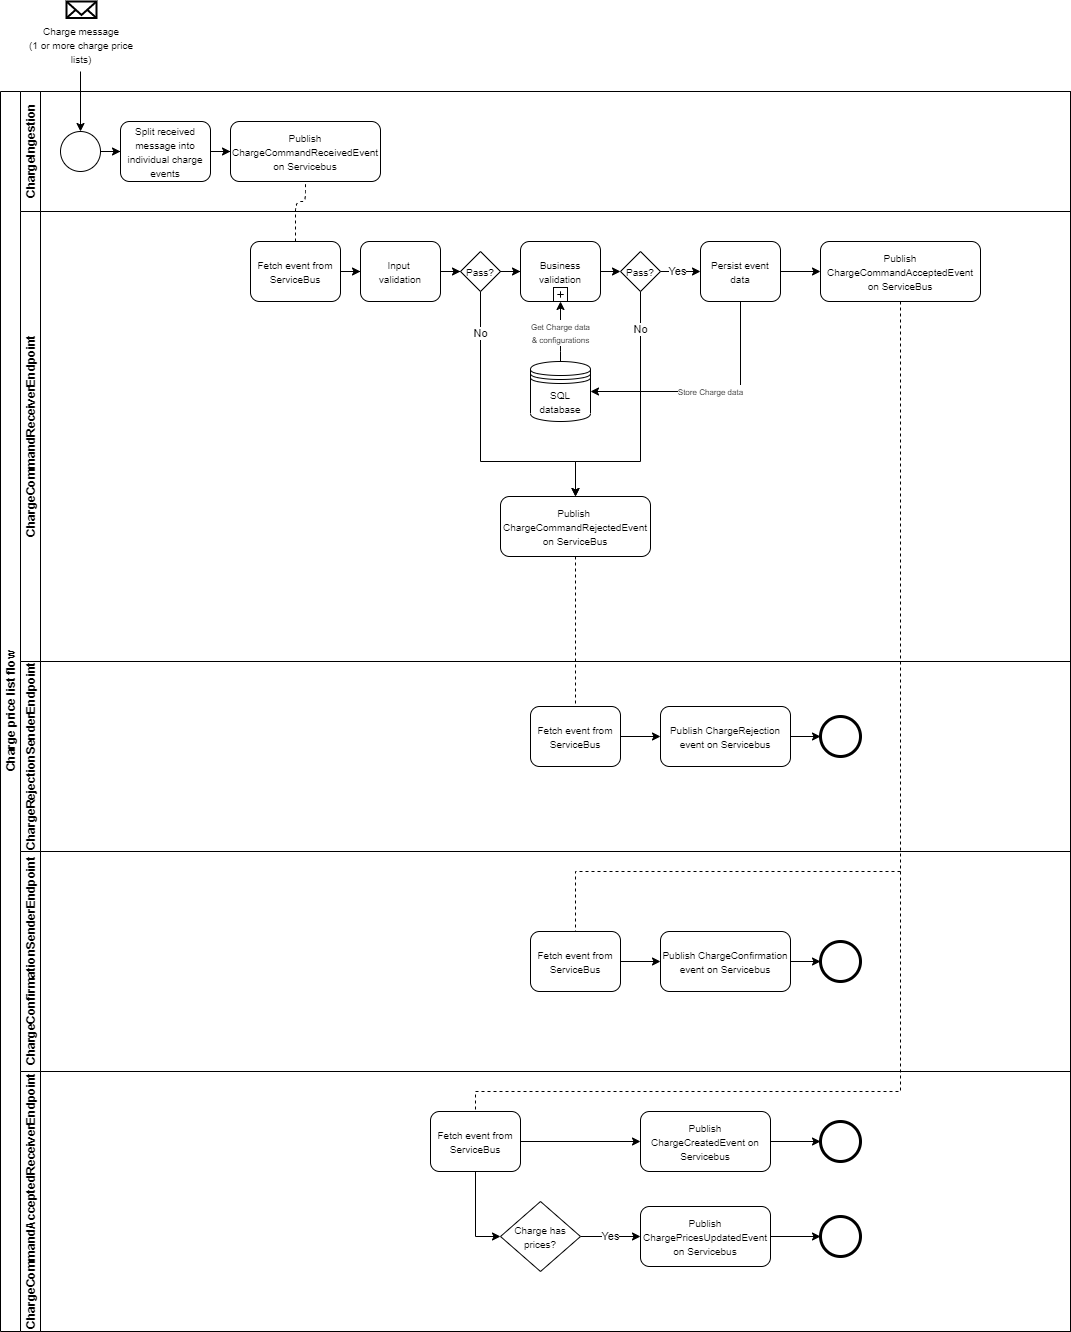 Charge message
(1 or more charge price
lists)
Charge price list flow
ChargeIngestion
Split received
message into
individual charge
events
Publish
ChargeCommandReceivedEvent
on Servicebus
ChargeCommandReceiverEndpoint
Fetch event from
ServiceBus
Input
validation
Pass?
Business
validation
Pass?
Yes
Persist event
data
Publish
ChargeCommandAcceptedEvent
on ServiceBus
No
Get Charge data
& configurations
No
SQL
database
Store Charge data
Publish
ChargeCommandRejectedEvent
on ServiceBus
ChargeRejectionSenderEndpoint
Fetch event from
ServiceBus
Publish ChargeRejection
event on Servicebus
ChargeConfirmationSenderEndpoint
Fetch event from
ServiceBus
Publish ChargeConfirmation
event on Servicebus
ChargeCommandAcceptedReceiverEndpoint
Fetch event from
ServiceBus
Publish
ChargeCreatedEvent on
Servicebus
Charge has
prices?
Yes
Publish
ChargePricesUpdatedEvent
on Servicebus